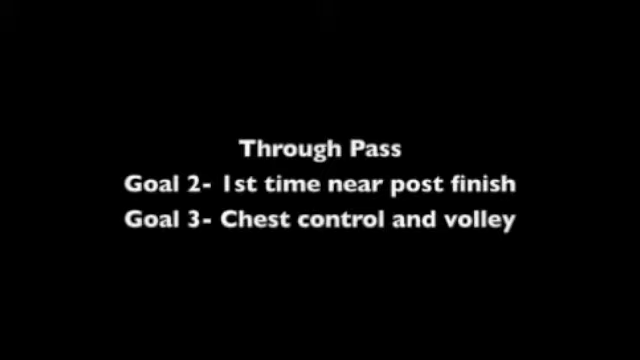 Through Pass
Goal 2- 1st time near post finish
Goal 3- Chest control and volley